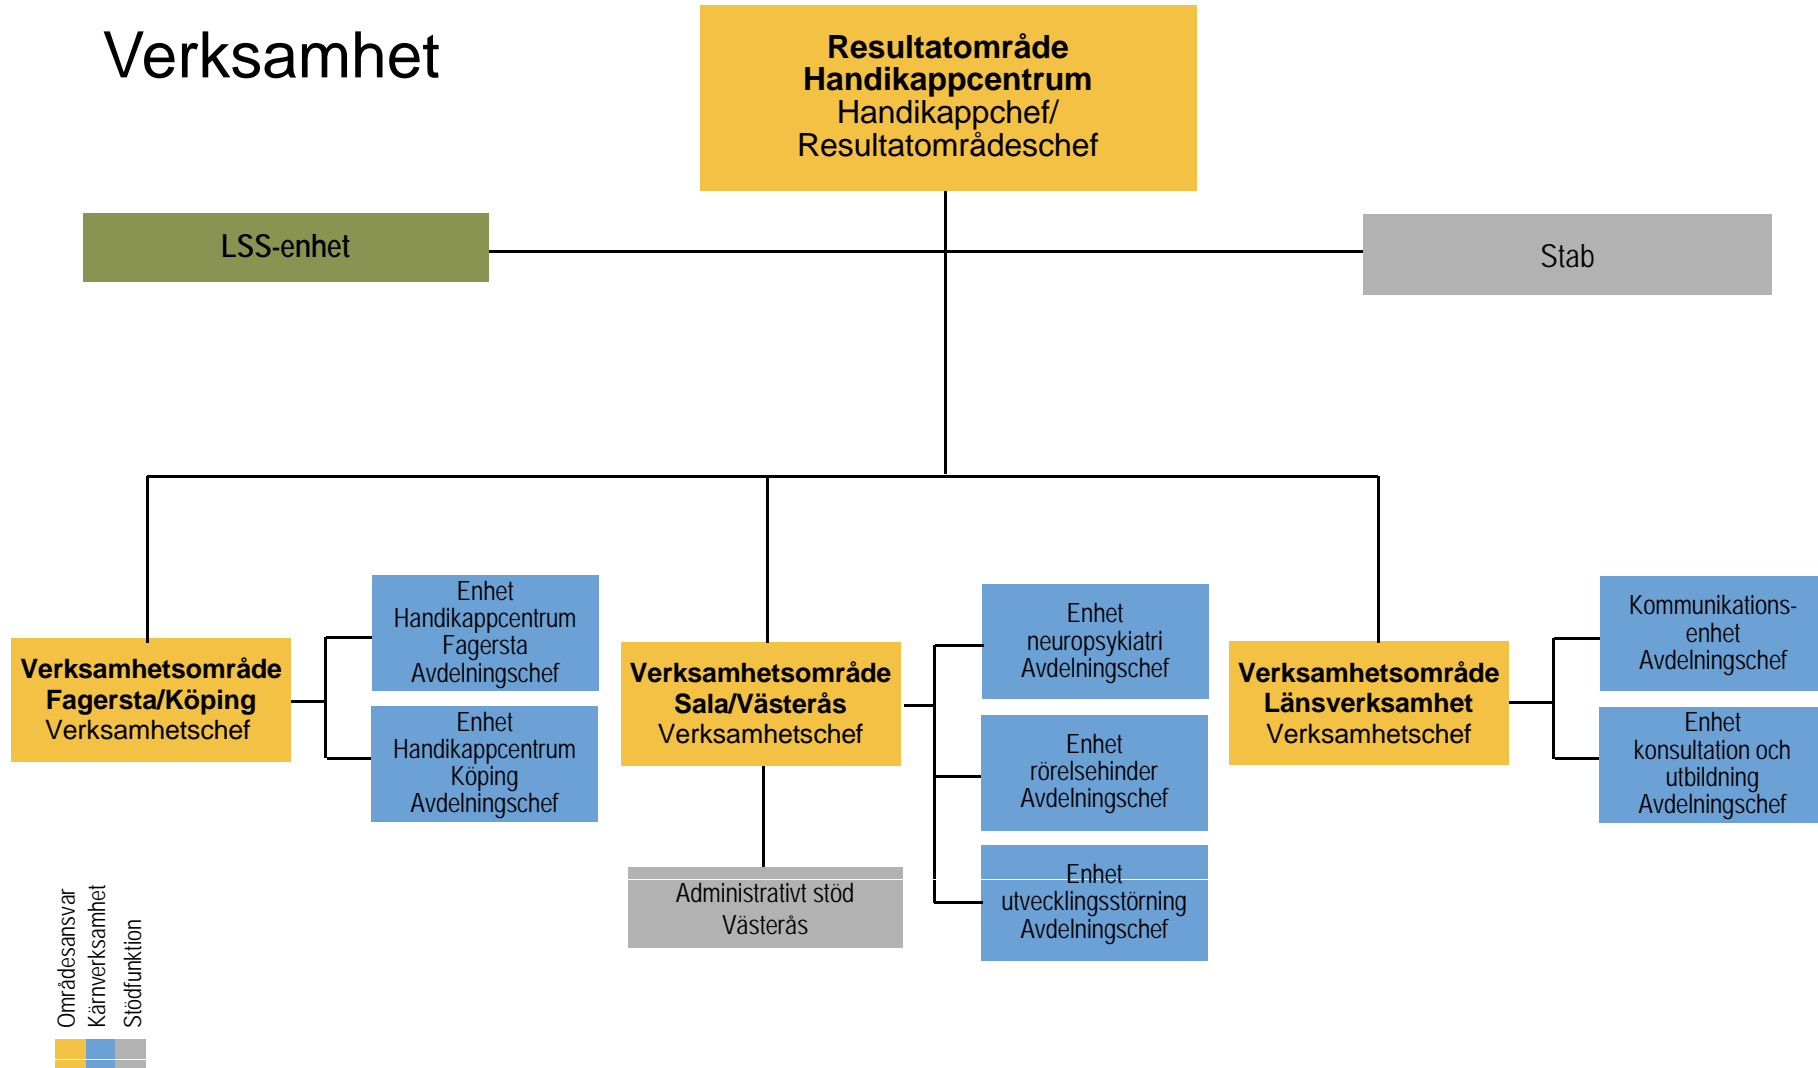 Verksamhet
Resultatområde
Handikappcentrum
Handikappchef/
Resultatområdeschef
LSS-enhet
Stab
Verksamhetsområde
Fagersta/Köping
Verksamhetschef
Enhet
Handikappcentrum
Fagersta
Avdelningschef
Enhet
Handikappcentrum
Köping
Avdelningschef
Verksamhetsområde
Sala/Västerås
Verksamhetschef
Administrativt stöd
Västerås
Enhet
neuropsykiatri
Avdelningschef
Enhet
rörelsehinder
Avdelningschef
Enhet
utvecklingsstörning
Avdelningschef
Verksamhetsområde
Länsverksamhet
Verksamhetschef
Kommunikations-
enhet
Avdelningschef
Enhet
konsultation och
utbildning
Avdelningschef
Områdesansvar
Kärnverksamhet
Stödfunktion